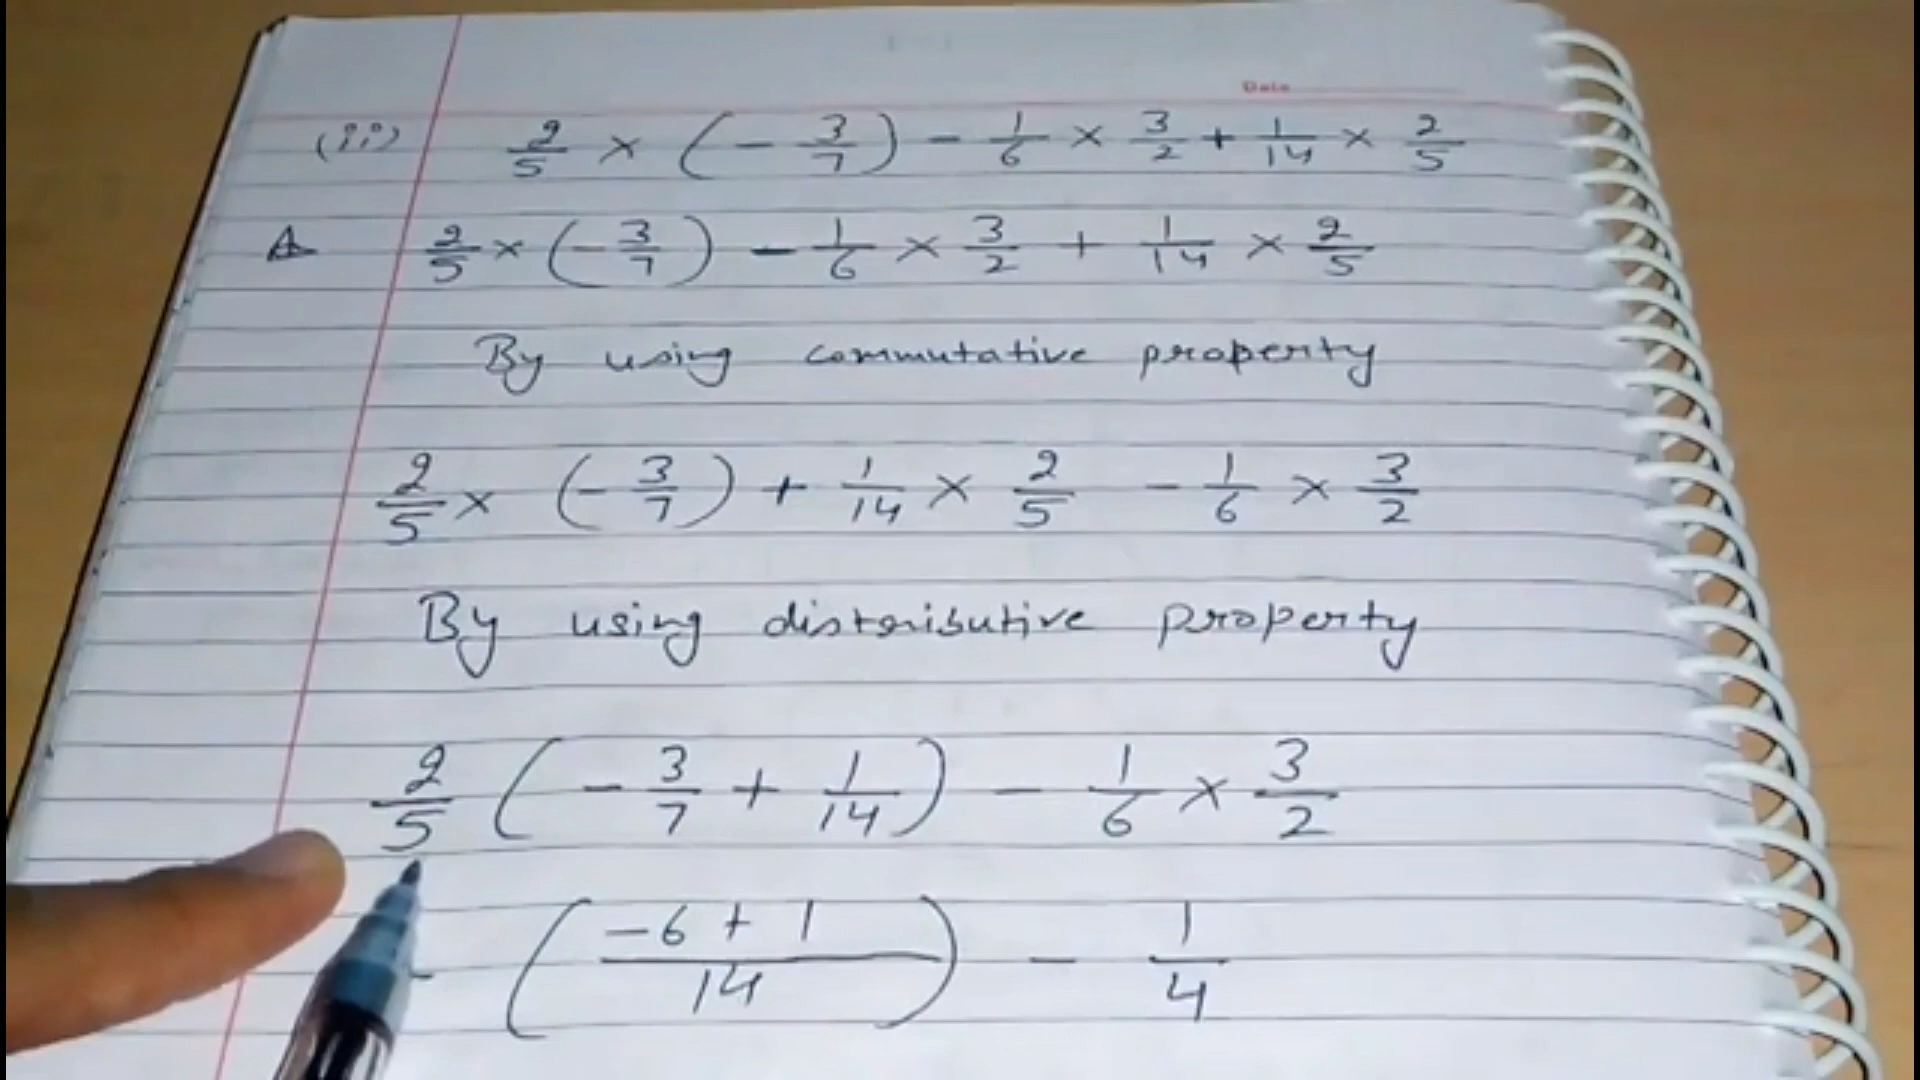 Date
(ii) 2/5 × (- 3/7) - 1/6 × 3/2 + 1/14 × 2/5
A 2/5 × (- 3/7) - 1/6 × 3/2 + 1/14 × 2/5
By using commutative property
2/5 × (- 3/7) + 1/14 × 2/5 - 1/6 × 3/2
By using distributive property
2/5 (- 3/7 + 1/14) - 1/6 × 3/2
(-6 + 1/14) - 1/4